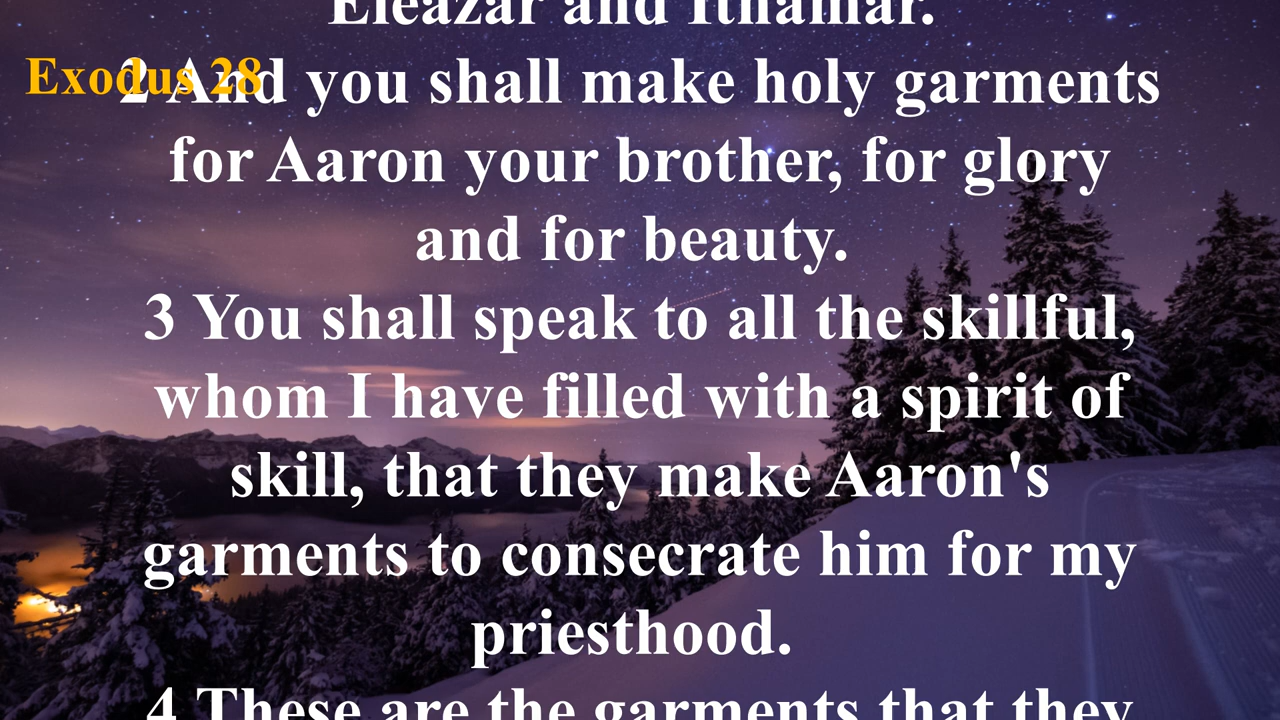 Eleazar and Ithamar.
Exodus 28
2 And you shall make holy garments
for Aaron your brother, for glory
and for beauty.
3 You shall speak to all the skillful,
whom I have filled with a spirit of
skill, that they make Aaron's
garments to consecrate him for my
priesthood.
4 These are the garments that they